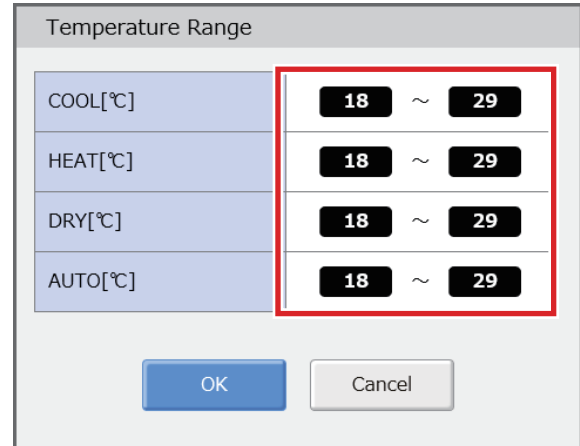 Temperature Range
COOL[℃] 18 ～ 29
HEAT[℃] 18 ～ 29
DRY[℃] 18 ～ 29
AUTO[℃] 18 ～ 29
OK Cancel